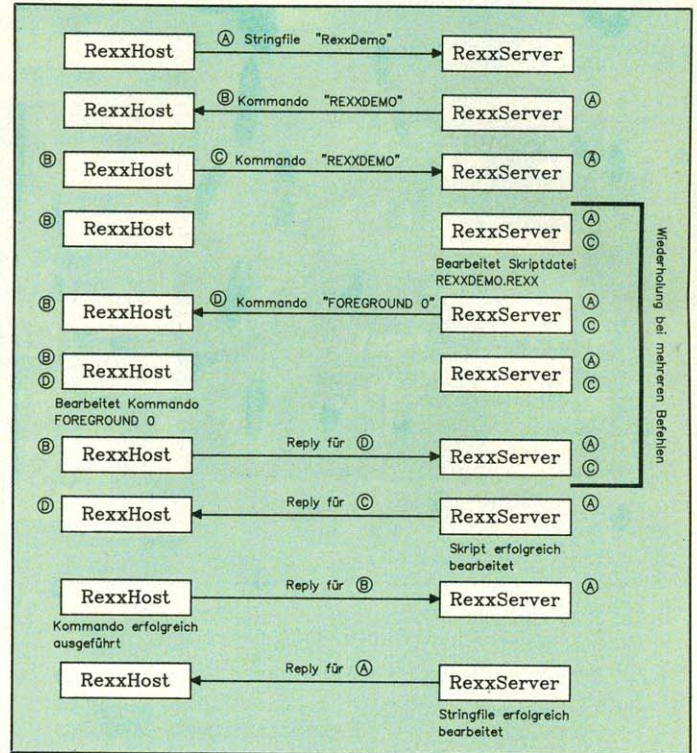 RexxHost Ⓐ Stringfile "RexxDemo" RexxServer
RexxHost Ⓑ Kommando "REXXDEMO" RexxServer Ⓐ
Ⓑ RexxHost Ⓒ Kommando "REXXDEMO" RexxServer Ⓐ
Ⓑ RexxHost RexxServer Ⓐ Ⓒ
Bearbeitet Skriptdatei
REXXDEMO.REXX
Ⓑ RexxHost Ⓓ Kommando "FOREGROUND 0" RexxServer Ⓐ Ⓒ
Ⓑ Ⓓ RexxHost RexxServer Ⓐ Ⓒ
Bearbeitet Kommando
FOREGROUND 0
Ⓑ RexxHost Reply für Ⓓ RexxServer Ⓐ Ⓒ
Wiederholung bei mehreren Befehlen
Ⓓ RexxHost Reply für Ⓒ RexxServer Ⓐ
Skript erfolgreich
bearbeitet
RexxHost Reply für Ⓑ RexxServer Ⓐ
Kommando erfolgreich
ausgeführt
RexxHost Reply für Ⓐ RexxServer
Stringfile erfolgreich
bearbeitet